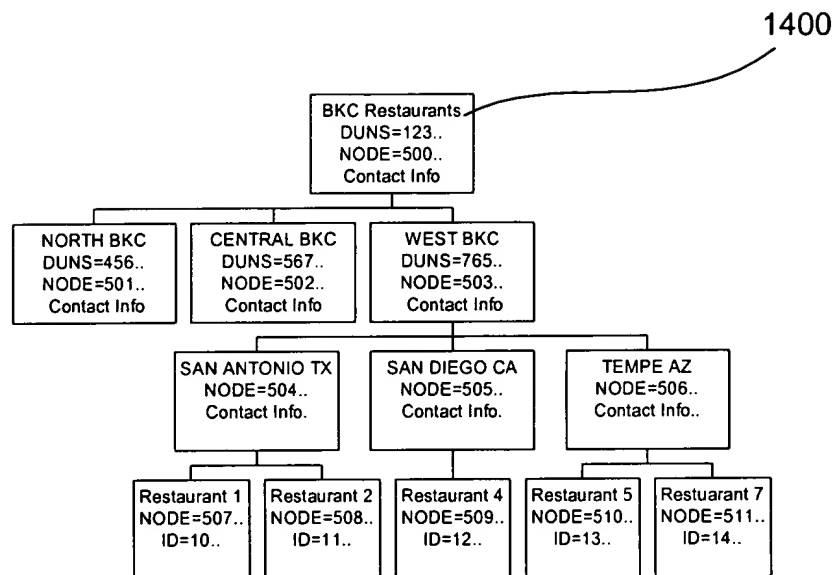 1400
BKC Restaurants
DUNS=123..
NODE=500..
Contact Info
NORTH BKC
DUNS=456..
NODE=501..
Contact Info
CENTRAL BKC
DUNS=567..
NODE=502..
Contact Info
WEST BKC
DUNS=765..
NODE=503..
Contact Info
SAN ANTONIO TX
NODE=504..
Contact Info.
SAN DIEGO CA
NODE=505..
Contact Info.
TEMPE AZ
NODE=506..
Contact Info..
Restaurant 1
NODE=507..
ID=10..
Restaurant 2
NODE=508..
ID=11..
Restaurant 4
NODE=509..
ID=12..
Restaurant 5
NODE=510..
ID=13..
Restuarant 7
NODE=511..
ID=14..